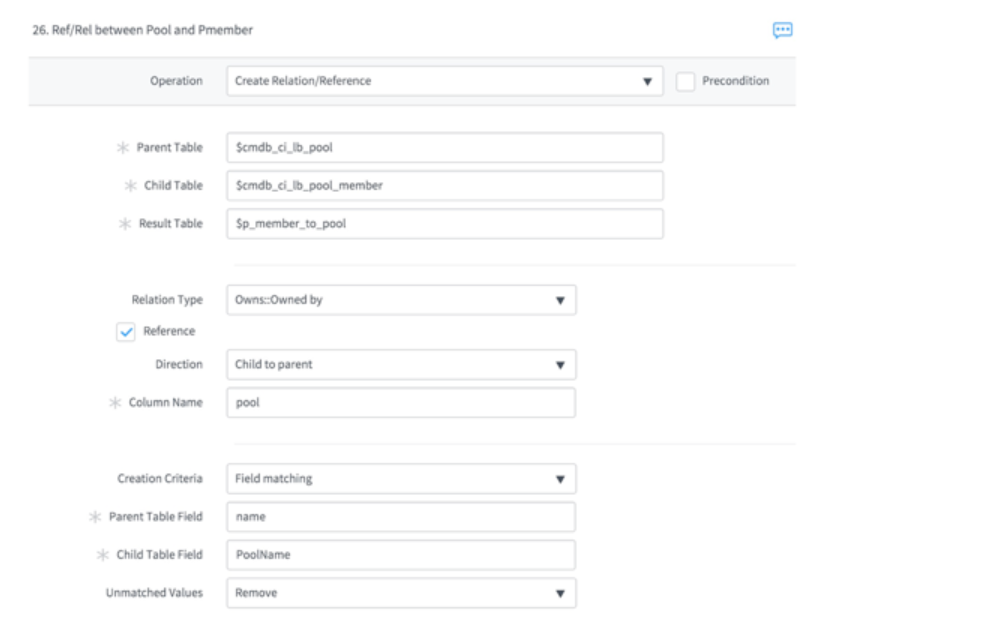 26. Ref/Rel between Pool and Pmember
Operation Create Relation/Reference Precondition
Parent Table $cmdb_ci_lb_pool
Child Table $cmdb_ci_lb_pool_member
Result Table $p_member_to_pool
Relation Type Owns::Owned by
Reference
Direction Child to parent
Column Name pool
Creation Criteria Field matching
Parent Table Field name
Child Table Field PoolName
Unmatched Values Remove